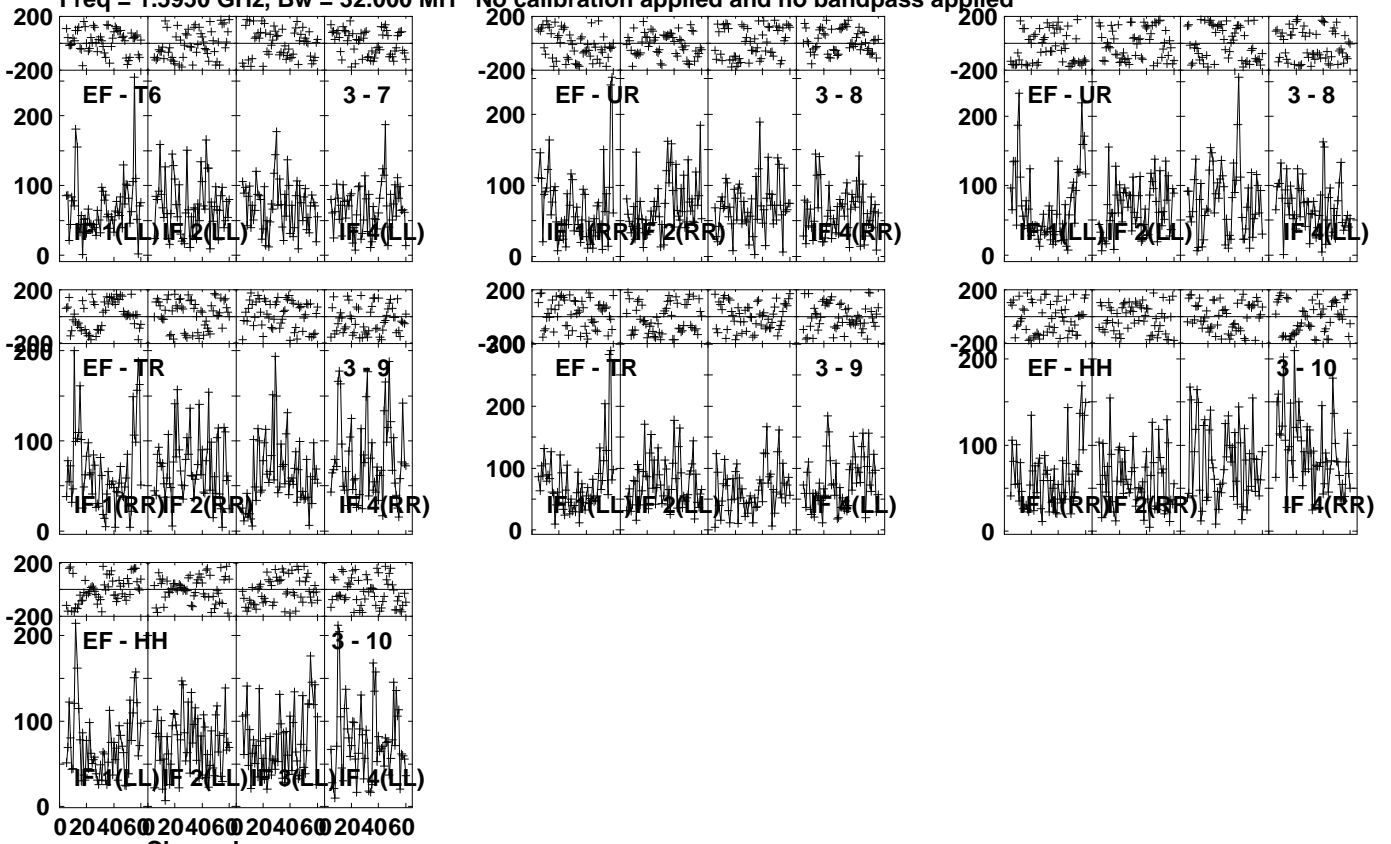 Freq = 1.5950 GHz, Bw = 32.000 MH No calibration applied and no bandpass applied
200
-200
EF - T6 3 - 7
200
100
0
IF 1(LL) IF 2(LL) IF 4(LL)
200
-200
EF - UR 3 - 8
200
100
0
IF 1(RR) IF 2(RR) IF 4(RR)
200
-200
EF - UR 3 - 8
200
100
0
IF 1(LL) IF 2(LL) IF 4(LL)
200
-200
200
EF - TR 3 - 9
100
0
IF 1(RR) IF 2(RR) IF 4(RR)
200
-200
300
EF - TR 3 - 9
200
100
0
IF 1(LL) IF 2(LL) IF 4(LL)
200
-200
200
EF - HH 3 - 10
100
0
IF 1(RR) IF 2(RR) IF 4(RR)
200
-200
200
EF - HH 3 - 10
100
0
IF 1(LL) IF 2(LL) IF 3(LL) IF 4(LL)
0 20 40 60 0 20 40 60 0 20 40 60 0 20 40 60